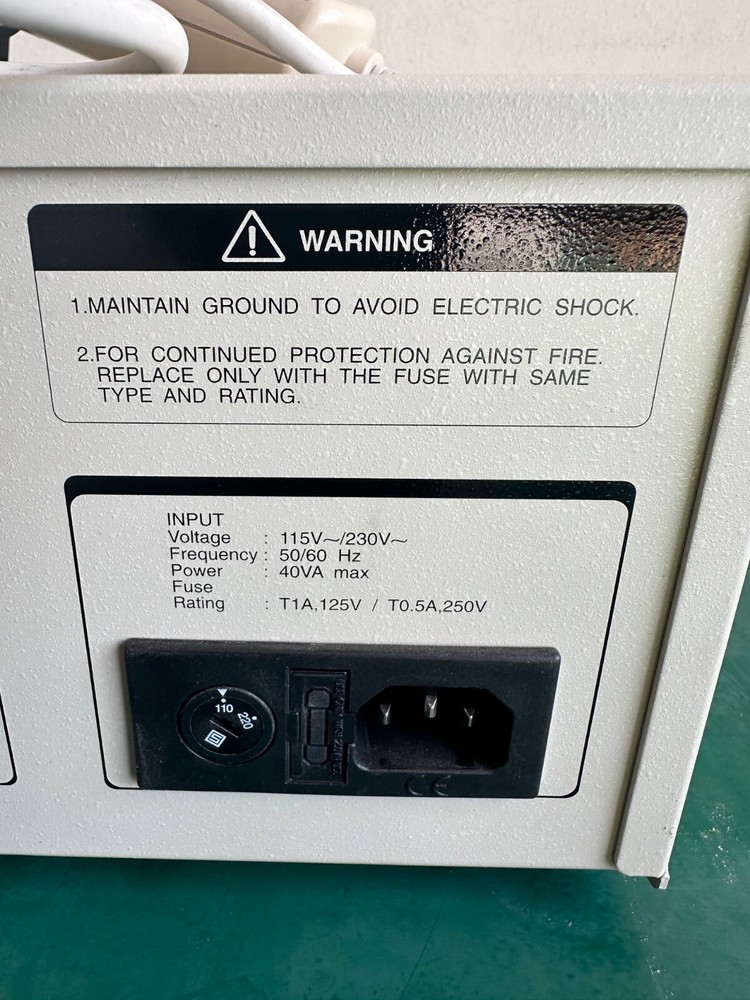 WARNING
1.MAINTAIN GROUND TO AVOID ELECTRIC SHOCK.
2.FOR CONTINUED PROTECTION AGAINST FIRE.
REPLACE ONLY WITH THE FUSE WITH SAME
TYPE AND RATING.
INPUT
Voltage : 115V~/230V~
Frequency : 50/60 Hz
Power : 40VA max
Fuse
Rating : T1A,125V / T0.5A,250V
110
220
CE